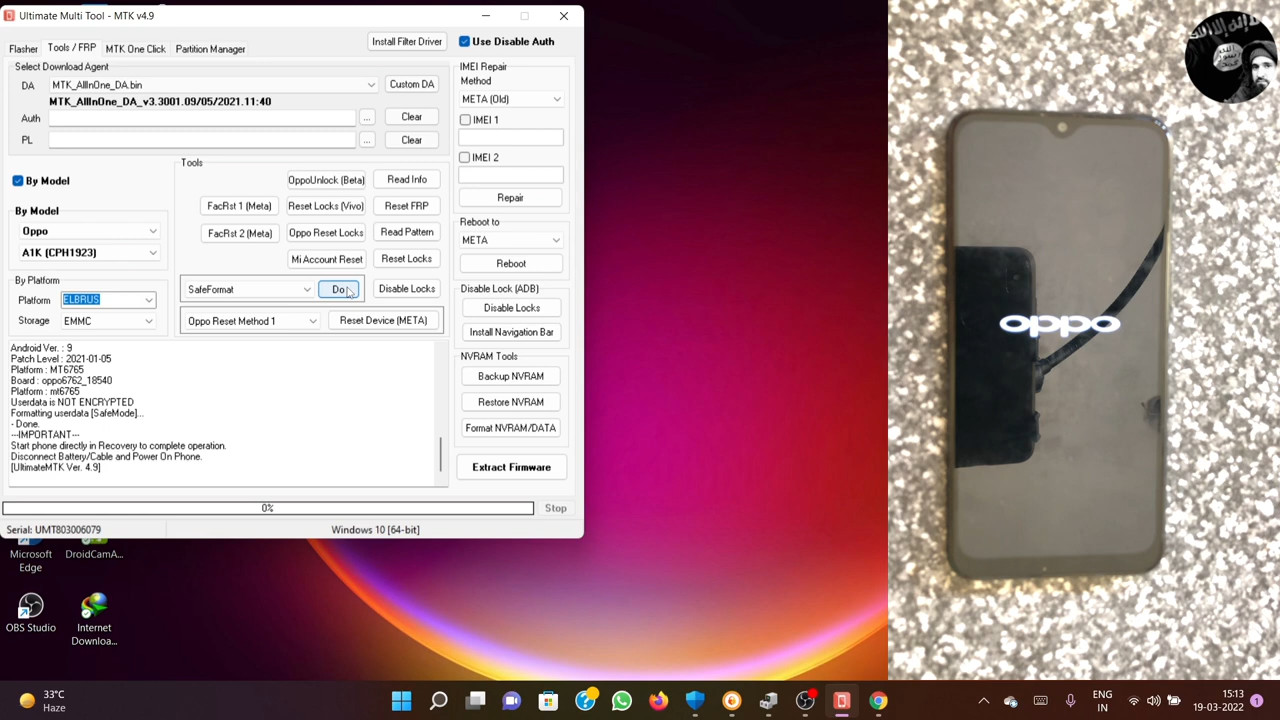 Ultimate Multi Tool - MTK v4.9
Flasher
Tools / FRP
MTK One Click
Partition Manager
Install Filter Driver
Use Disable Auth
Select Download Agent
DA
MTK_AllInOne_DA.bin
Custom DA
MTK_AllInOne_DA_v3.3001.09/05/2021.11:40
Auth
...
Clear
PL
...
Clear
By Model
By Model
Oppo
A1K (CPH1923)
By Platform
Platform
ELBRUS
Storage
EMMC
Tools
OppoUnlock (Beta)
Read Info
FacRst 1 (Meta)
Reset Locks (Vivo)
Reset FRP
FacRst 2 (Meta)
Oppo Reset Locks
Read Pattern
Mi Account Reset
Reset Locks
SafeFormat
Do
Disable Locks
Oppo Reset Method 1
Reset Device (META)
IMEI Repair
Method
META (Old)
IMEI 1
IMEI 2
Repair
Reboot to
META
Reboot
Disable Lock (ADB)
Disable Locks
Install Navigation Bar
NVRAM Tools
Backup NVRAM
Restore NVRAM
Format NVRAM/DATA
Extract Firmware
Android Ver. : 9
Patch Level : 2021-01-05
Platform : MT6765
Board : oppo6762_18540
Platform : mt6765
Userdata is NOT ENCRYPTED
Formatting userdata [SafeMode]...
- Done.
---IMPORTANT---
Start phone directly in Recovery to complete operation.
Disconnect Battery/Cable and Power On Phone.
[UltimateMTK Ver. 4.9]
0%
Stop
Serial: UMT803006079
Windows 10 [64-bit]
Microsoft
Edge
DroidCamA...
OBS Studio
Internet
Downloa...
oppo
لا إله إلا الله
الله
رسول
محمد
33°C
Haze
ENG
IN
15:13
19-03-2022
1